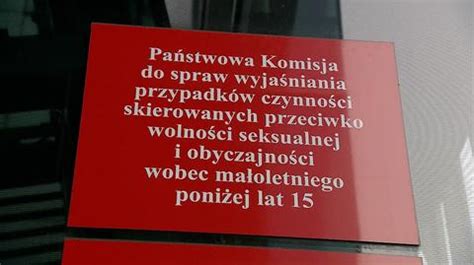 Państwowa Komisja
do spraw wyjaśniania
przypadków czynności
skierowanych przeciwko
wolności seksualnej
i obyczajności
wobec małoletniego
poniżej lat 15